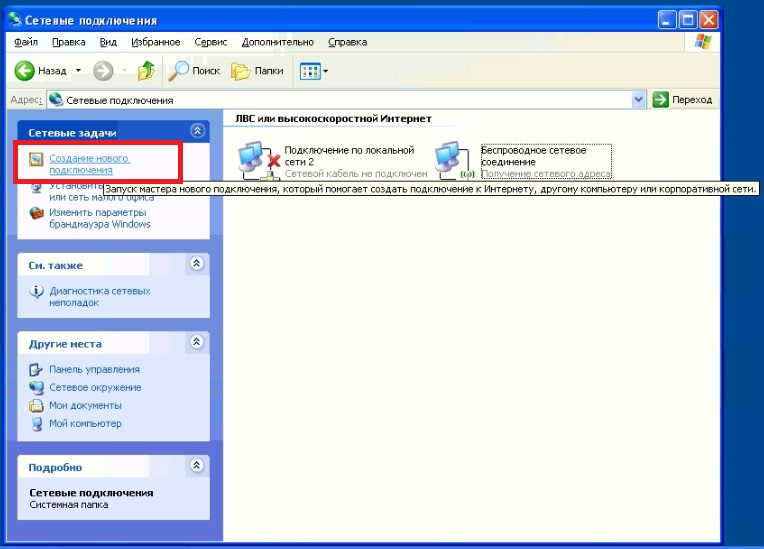 Сетевые подключения
Файл Правка Вид Избранное Сервис Дополнительно Справка
Назад Поиск Папки
Адрес: Сетевые подключения Переход
Сетевые задачи
Создание нового
подключения
Установить
или сеть малого офиса
Изменить параметры
брандмауэра Windows
См. также
Диагностика сетевых
неполадок
Другие места
Панель управления
Сетевое окружение
Мои документы
Мой компьютер
Подробно
Сетевые подключения
Системная папка
ЛВС или высокоскоростной Интернет
Подключение по локальной
сети 2
Сетевой кабель не подключен
Беспроводное сетевое
соединение
Получение сетевого адреса
Запуск мастера нового подключения, который помогает создать подключение к Интернету, другому компьютеру или корпоративной сети.